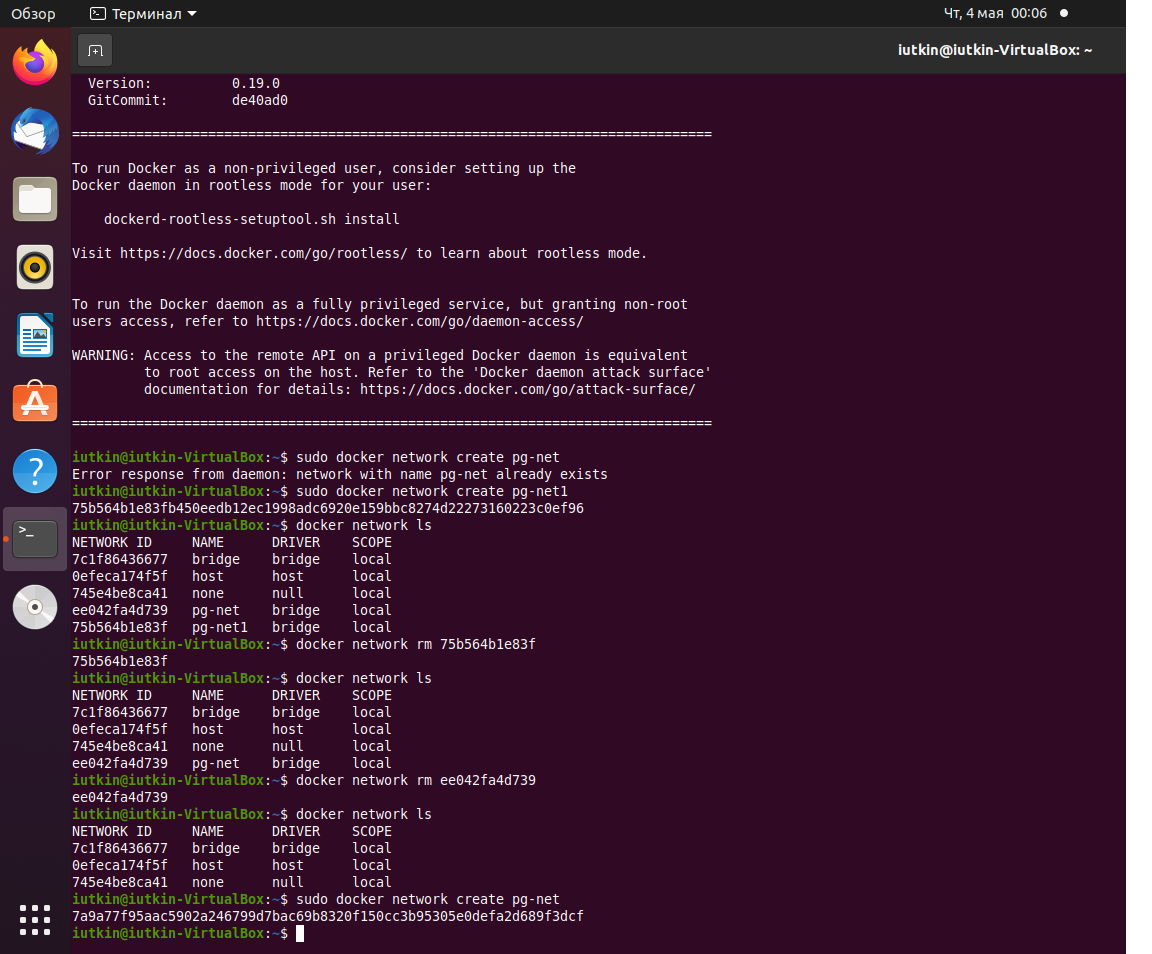 Обзор
Терминал
Чт, 4 мая 00:06
iutkin@iutkin-VirtualBox: ~
  Version:          0.19.0
  GitCommit:        de40ad0
================================================================================
To run Docker as a non-privileged user, consider setting up the
Docker daemon in rootless mode for your user:
    dockerd-rootless-setuptool.sh install
Visit https://docs.docker.com/go/rootless/ to learn about rootless mode.
To run the Docker daemon as a fully privileged service, but granting non-root
users access, refer to https://docs.docker.com/go/daemon-access/
WARNING: Access to the remote API on a privileged Docker daemon is equivalent
         to root access on the host. Refer to the 'Docker daemon attack surface'
         documentation for details: https://docs.docker.com/go/attack-surface/
================================================================================
iutkin@iutkin-VirtualBox:~$ sudo docker network create pg-net
Error response from daemon: network with name pg-net already exists
iutkin@iutkin-VirtualBox:~$ sudo docker network create pg-net1
75b564b1e83fb450eedb12ec1998adc6920e159bbc8274d22273160223c0ef96
iutkin@iutkin-VirtualBox:~$ docker network ls
NETWORK ID     NAME      DRIVER    SCOPE
7c1f86436677   bridge    bridge    local
0efeca174f5f   host      host      local
745e4be8ca41   none      null      local
ee042fa4d739   pg-net    bridge    local
75b564b1e83f   pg-net1   bridge    local
iutkin@iutkin-VirtualBox:~$ docker network rm 75b564b1e83f
75b564b1e83f
iutkin@iutkin-VirtualBox:~$ docker network ls
NETWORK ID     NAME      DRIVER    SCOPE
7c1f86436677   bridge    bridge    local
0efeca174f5f   host      host      local
745e4be8ca41   none      null      local
ee042fa4d739   pg-net    bridge    local
iutkin@iutkin-VirtualBox:~$ docker network rm ee042fa4d739
ee042fa4d739
iutkin@iutkin-VirtualBox:~$ docker network ls
NETWORK ID     NAME      DRIVER    SCOPE
7c1f86436677   bridge    bridge    local
0efeca174f5f   host      host      local
745e4be8ca41   none      null      local
iutkin@iutkin-VirtualBox:~$ sudo docker network create pg-net
7a9a77f95aac5902a246799d7bac69b8320f150cc3b95305e0defa2d689f3dcf
iutkin@iutkin-VirtualBox:~$